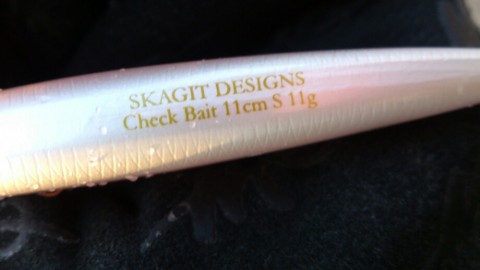 SKAGIT DESIGNS
Check Bait 11cm S 11g